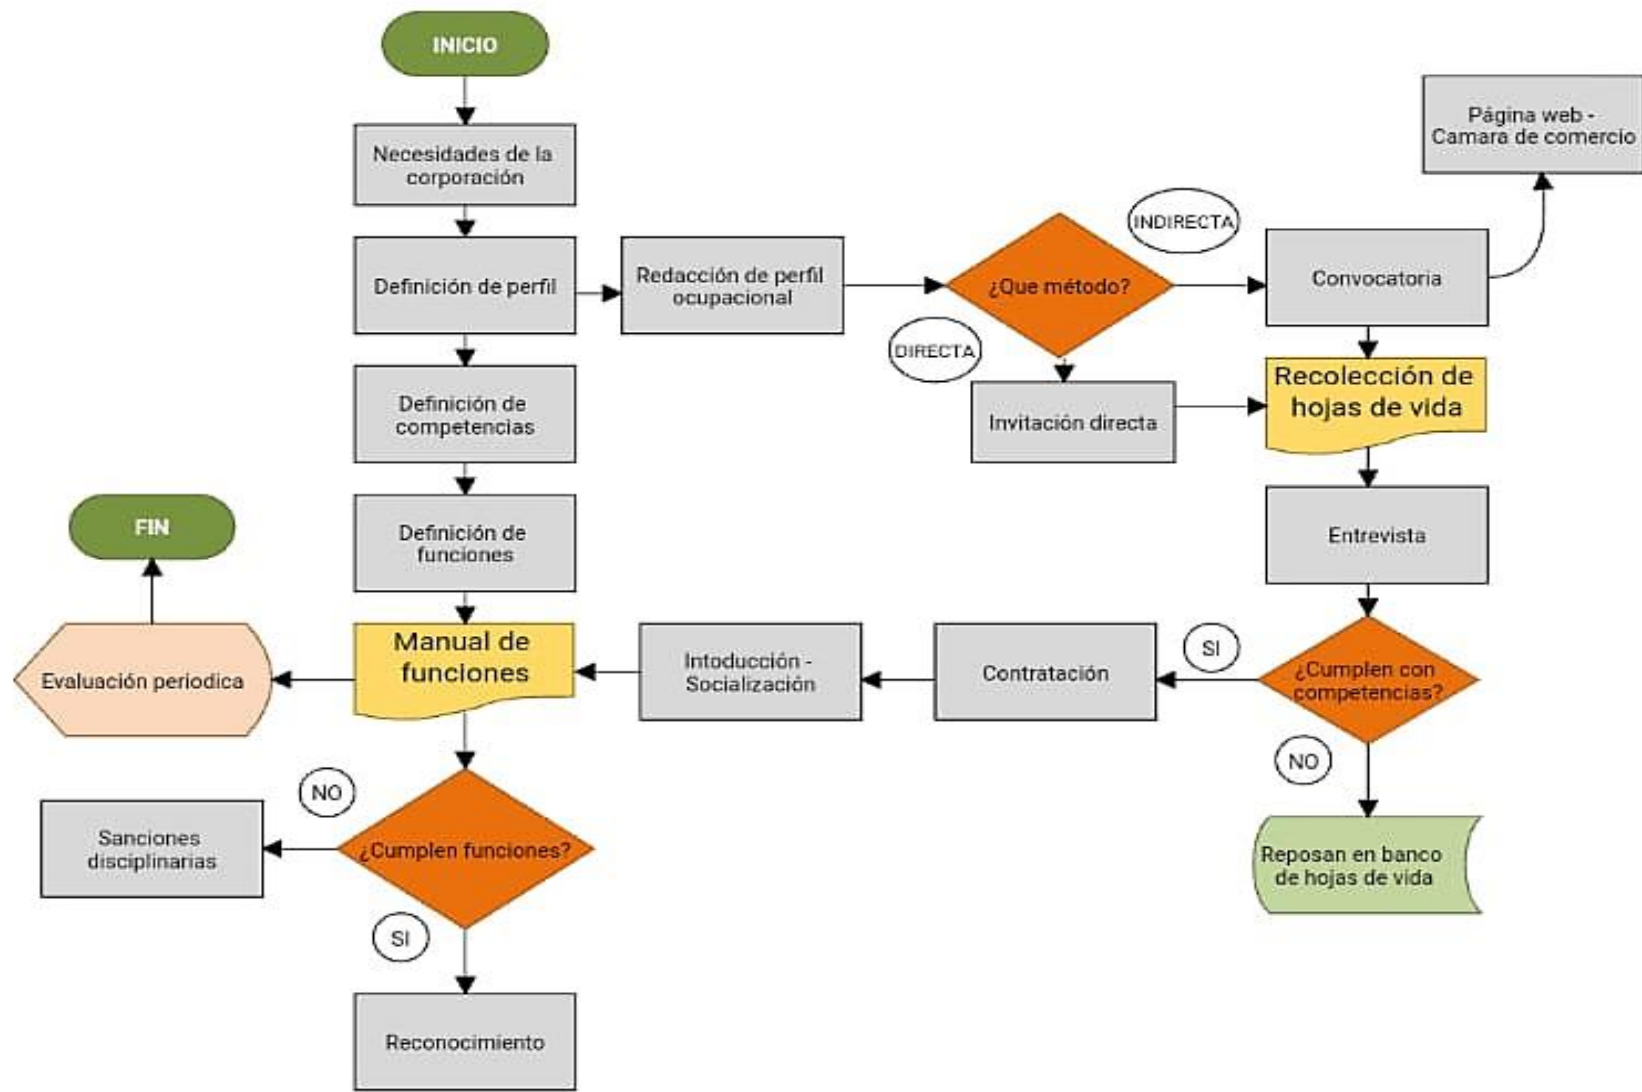 INICIO
Necesidades de la
corporación
Definición de perfil
Redacción de perfil
ocupacional
¿Que método?
INDIRECTA
DIRECTA
Convocatoria
Página web -
Camara de comercio
Invitación directa
Recolección de
hojas de vida
Definición de
competencias
Definición de
funciones
Entrevista
FIN
Evaluación periodica
Manual de
funciones
Intoducción -
Socialización
Contratación
SI
¿Cumplen con
competencias?
NO
Reposan en banco
de hojas de vida
NO
Sanciones
disciplinarias
¿Cumplen funciones?
SI
Reconocimiento